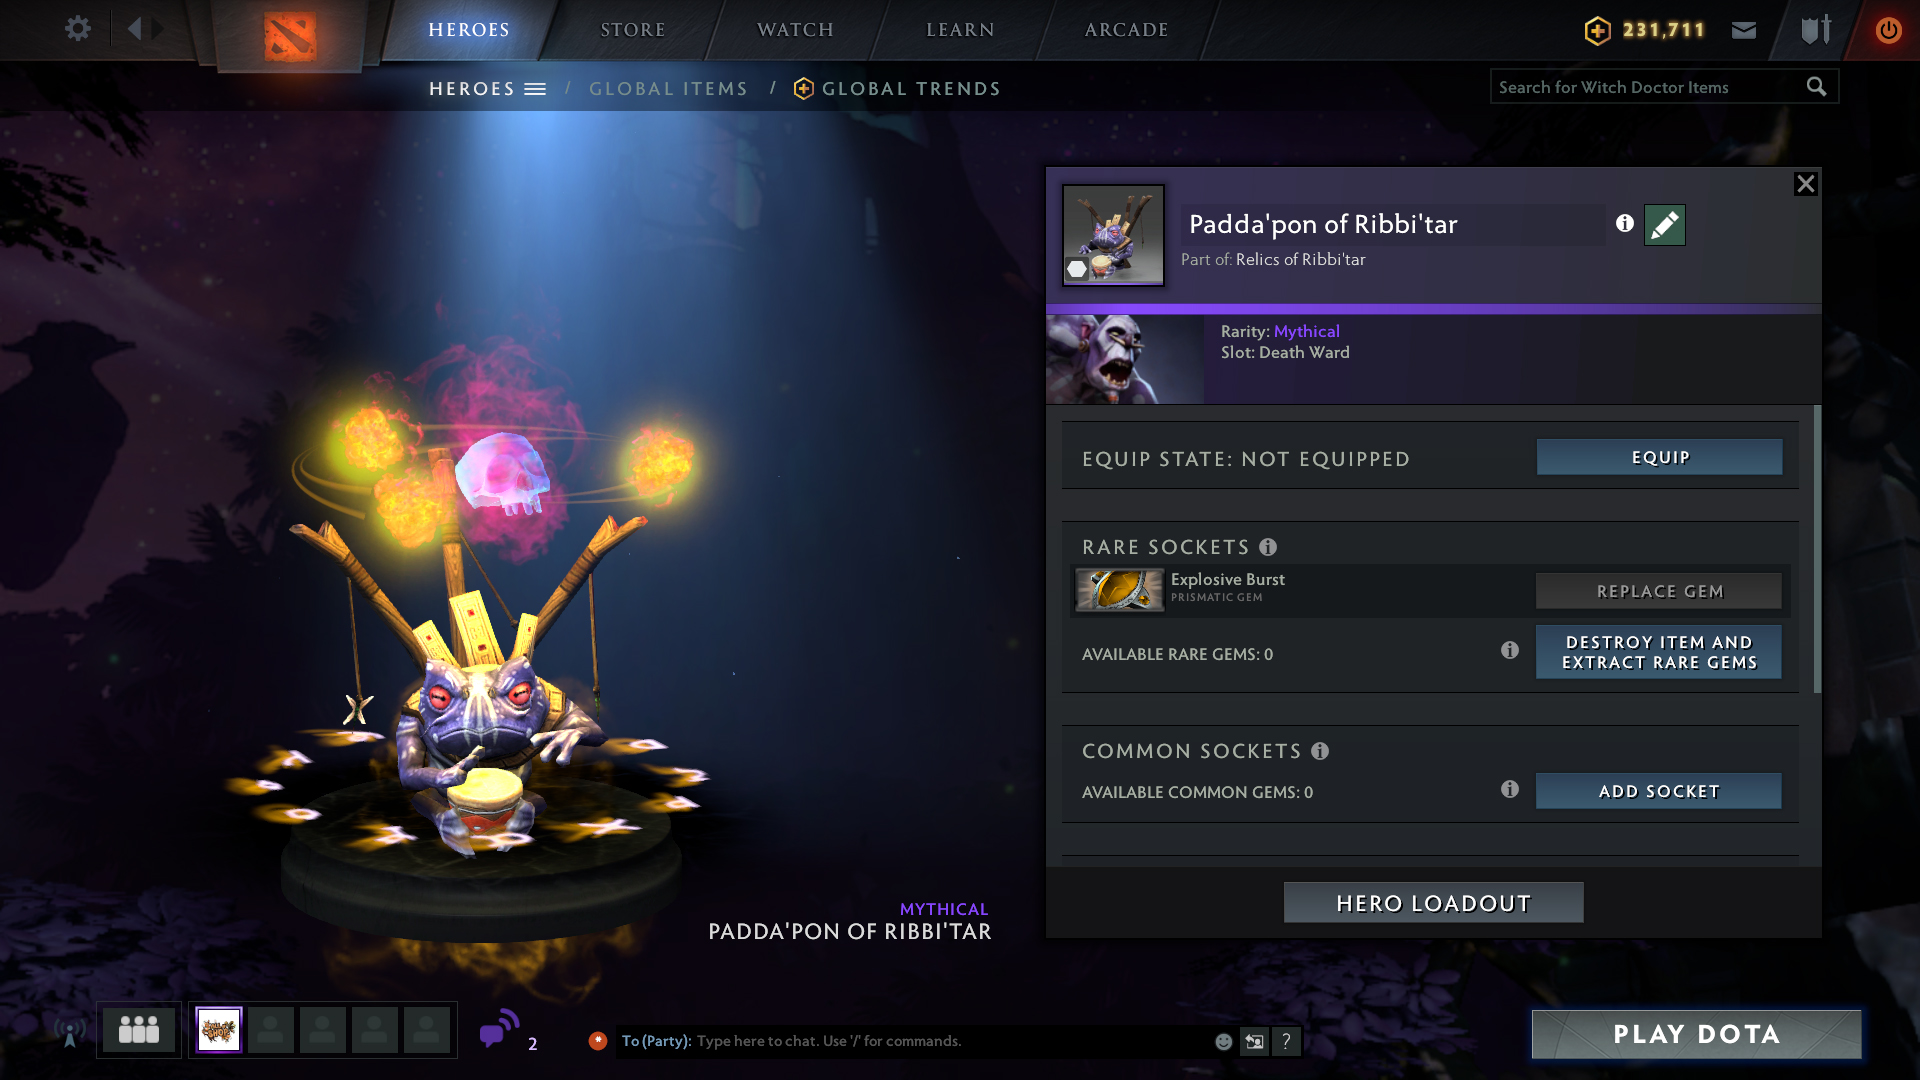 HEROES
STORE
WATCH
LEARN
ARCADE
231,711
HEROES / GLOBAL ITEMS / GLOBAL TRENDS
Search for Witch Doctor Items
Padda'pon of Ribbi'tar
Part of: Relics of Ribbi'tar
Rarity: Mythical
Slot: Death Ward
EQUIP STATE: NOT EQUIPPED
EQUIP
RARE SOCKETS
Explosive Burst
PRISMATIC GEM
REPLACE GEM
AVAILABLE RARE GEMS: 0
DESTROY ITEM AND
EXTRACT RARE GEMS
COMMON SOCKETS
AVAILABLE COMMON GEMS: 0
ADD SOCKET
HERO LOADOUT
MYTHICAL
PADDA'PON OF RIBBI'TAR
2
To (Party): Type here to chat. Use '/' for commands.
?
PLAY DOTA